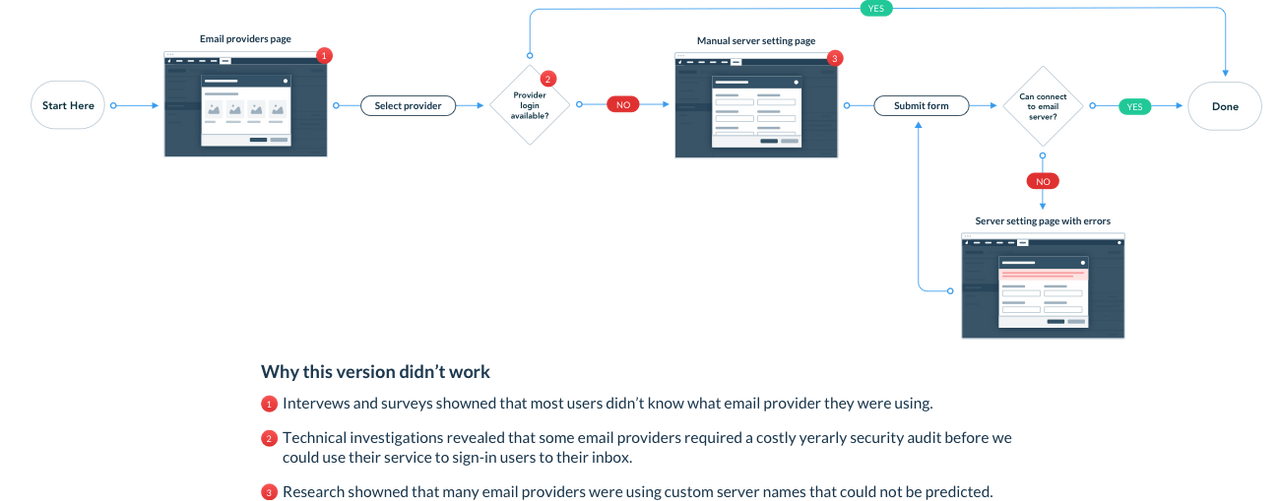 YES
Email providers page
1
Manual server setting page
3
Start Here
Select provider
2
Provider
login
available?
NO
Submit form
Can connect
to email
server?
YES
Done
NO
Server setting page with errors
Why this version didn’t work
1 Intervews and surveys showned that most users didn’t know what email provider they were using.
2 Technical investigations revealed that some email providers required a costly yerarly security audit before we
could use their service to sign-in users to their inbox.
3 Research showned that many email providers were using custom server names that could not be predicted.